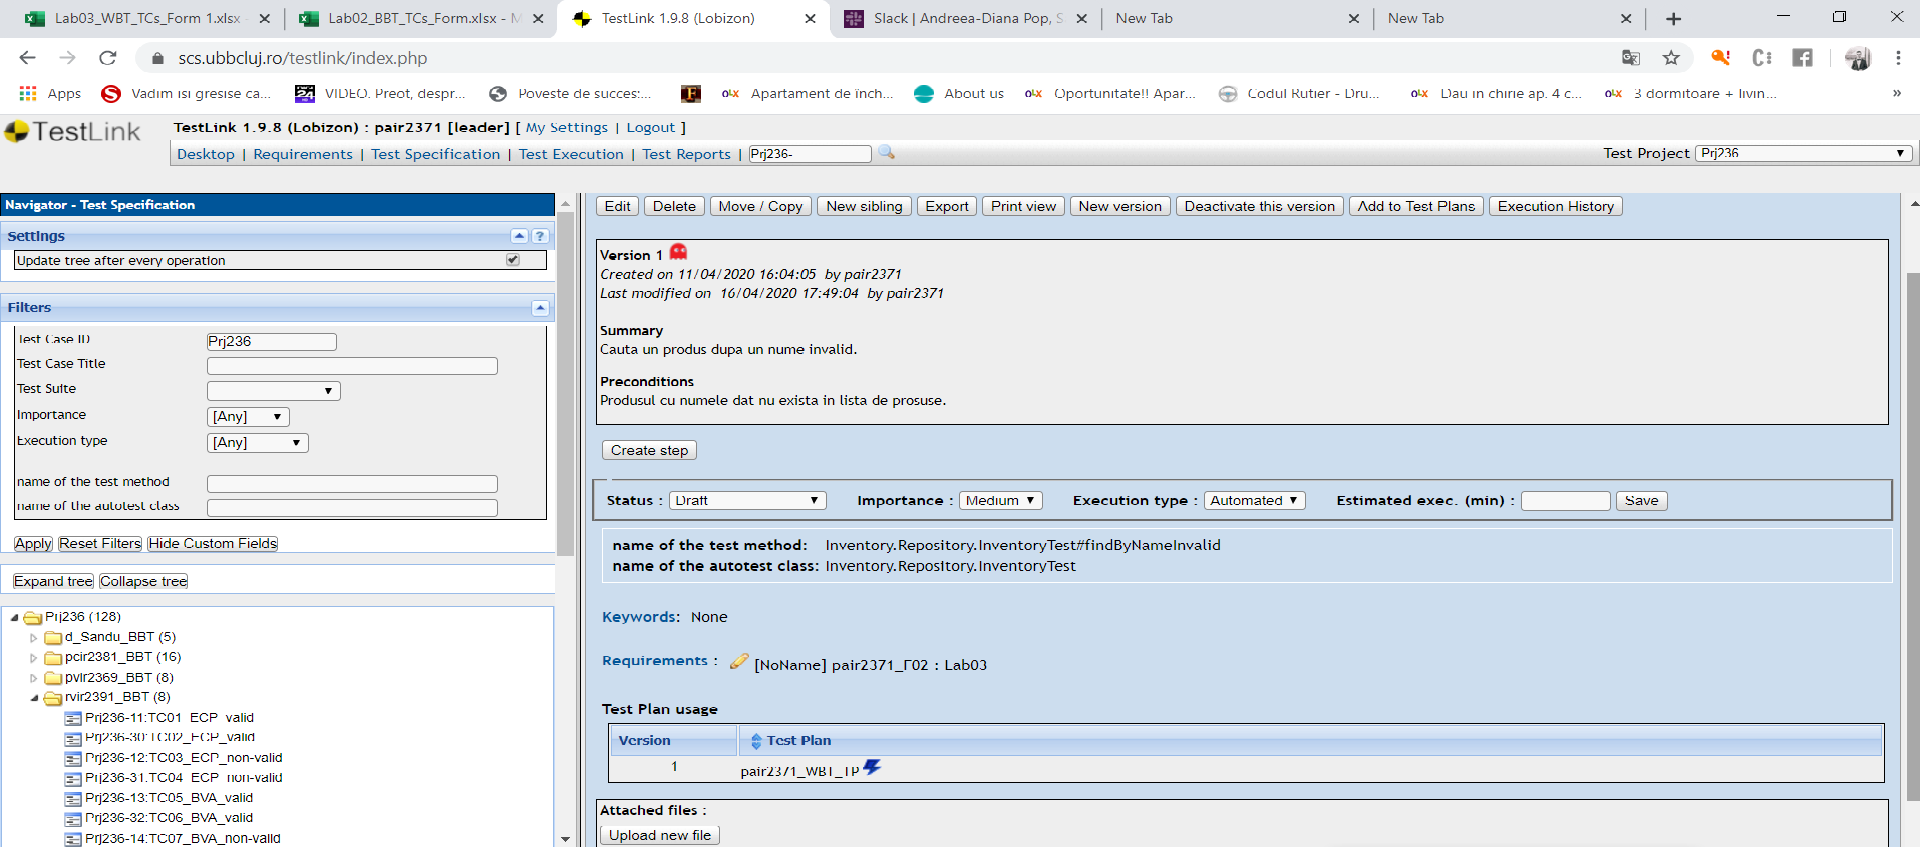 Lab03_WBT_TCs_Form 1.xlsx -
Lab02_BBT_TCs_Form.xlsx - M
TestLink 1.9.8 (Lobizon)
Slack | Andreea-Diana Pop, S
New Tab
New Tab
scs.ubbcluj.ro/testlink/index.php
Apps
Vadim isi gresise ca...
VIDEO. Preot, despr...
Poveste de succes:...
Apartament de înch...
About us
Oportunitate!! Apar...
Codul Rutier - Dru...
Dau in chirie ap. 4 c...
3 dormitoare + livin...
»
TestLink
TestLink 1.9.8 (Lobizon) : pair2371 [leader] [ My Settings | Logout ]
Desktop | Requirements | Test Specification | Test Execution | Test Reports | Prj236-
Test Project Prj236
Navigator - Test Specification
Settings
Update tree after every operation
Filters
Test Case ID Prj236
Test Case Title
Test Suite
Importance [Any]
Execution type [Any]
name of the test method
name of the autotest class
Apply Reset Filters Hide Custom Fields
Expand tree Collapse tree
Prj236 (128)
d_Sandu_BBT (5)
pcir2381_BBT (16)
pvir2369_BBT (8)
rvir2391_BBT (8)
Prj236-11:TC01_ECP_valid
Prj236-30:TC02_ECP_valid
Prj236-12:TC03_ECP_non-valid
Prj236-31:TC04_ECP_non-valid
Prj236-13:TC05_BVA_valid
Prj236-32:TC06_BVA_valid
Prj236-14:TC07_BVA_non-valid
Edit Delete Move / Copy New sibling Export Print view New version Deactivate this version Add to Test Plans Execution History
Version 1
Created on 11/04/2020 16:04:05 by pair2371
Last modified on 16/04/2020 17:49:04 by pair2371
Summary
Cauta un produs dupa un nume invalid.
Preconditions
Produsul cu numele dat nu exista in lista de prosuse.
Create step
Status : Draft Importance : Medium Execution type : Automated Estimated exec. (min) : Save
name of the test method: Inventory.Repository.InventoryTest#findByNameInvalid
name of the autotest class: Inventory.Repository.InventoryTest
Keywords: None
Requirements : [NoName] pair2371_F02 : Lab03
Test Plan usage
Version Test Plan
1 pair2371_WBT_TP
Attached files :
Upload new file